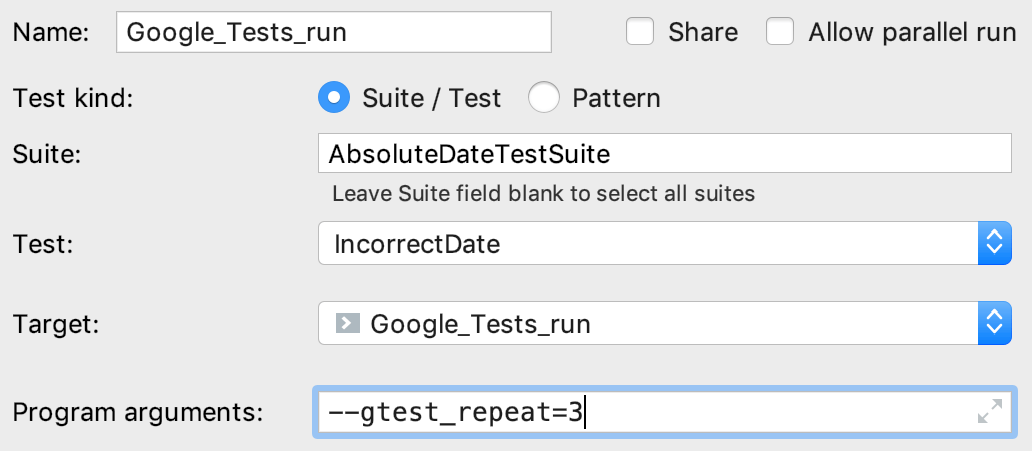 Name: Google_Tests_run Share Allow parallel run
Test kind: Suite / Test Pattern
Suite: AbsoluteDateTestSuite
Leave Suite field blank to select all suites
Test: IncorrectDate
Target: Google_Tests_run
Program arguments: --gtest_repeat=3